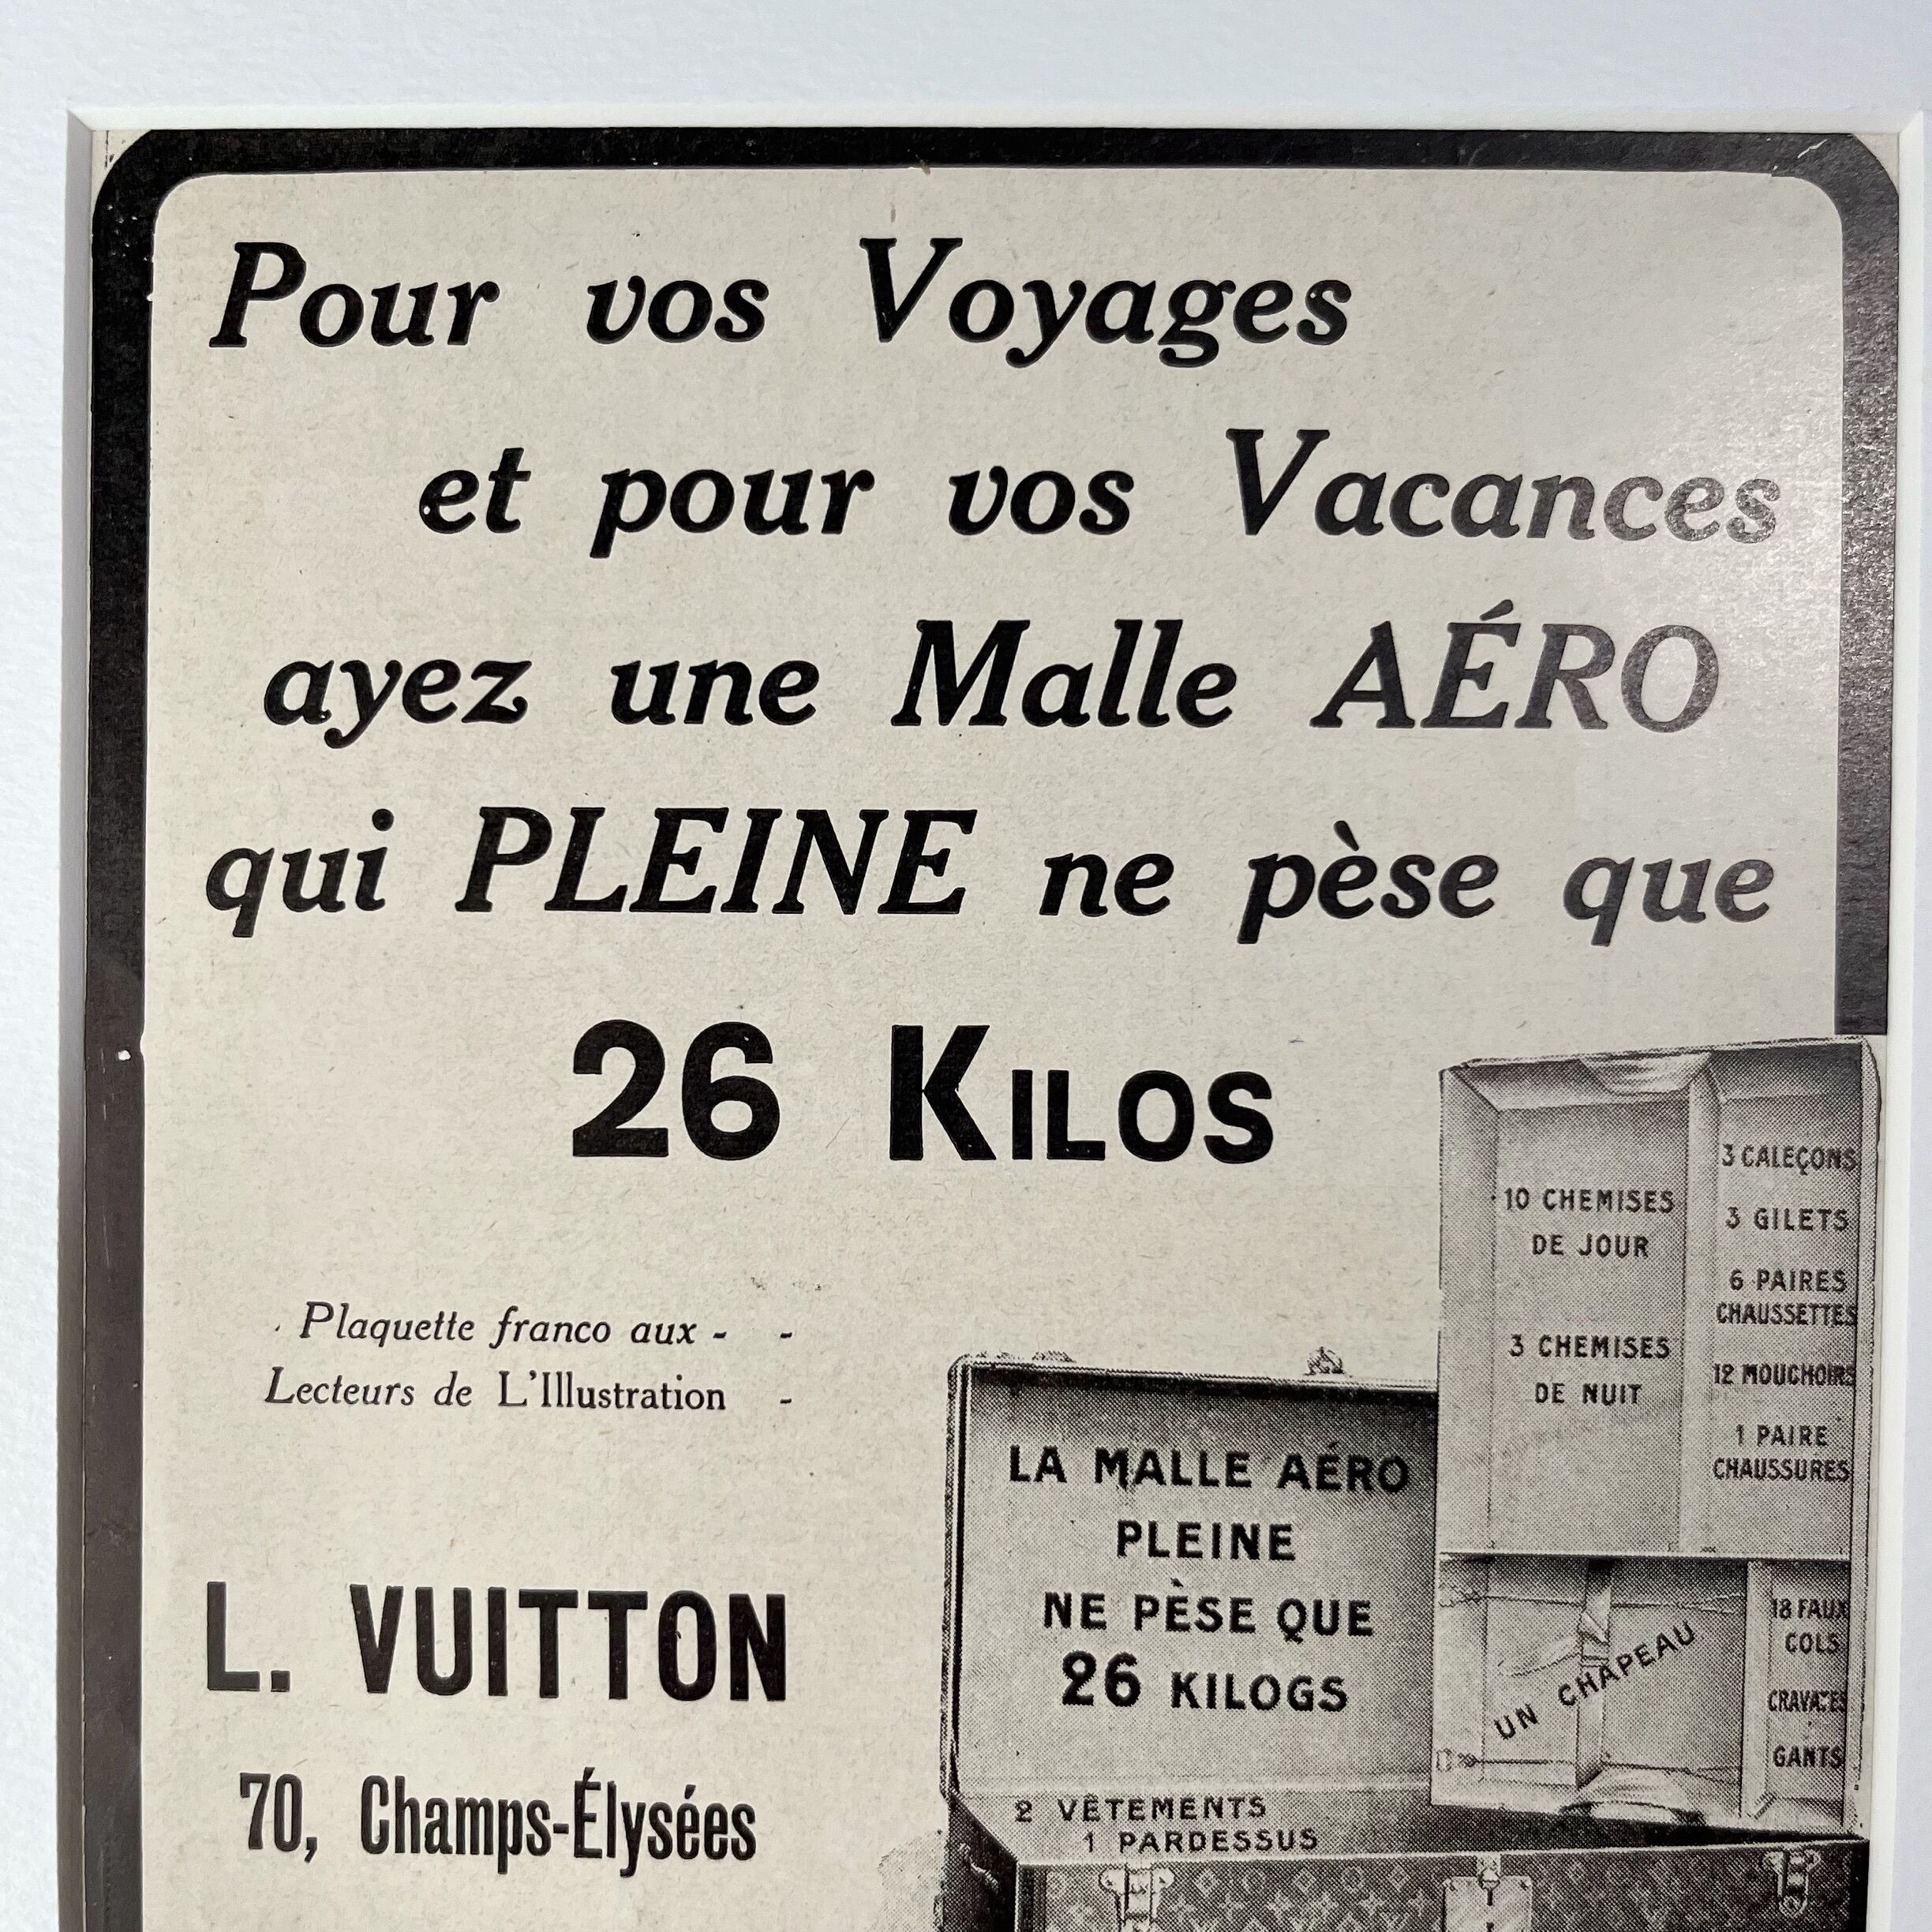 Pour vos Voyages
et pour vos Vacances
ayez une Malle AÉRO
qui PLEINE ne pèse que
26 KILOS
Plaquette franco aux - -
Lecteurs de L'Illustration -
L. VUITTON
70, Champs-Élysées
LA MALLE AÉRO
PLEINE
NE PÈSE QUE
26 KILOGS
2 VÊTEMENTS
1 PARDESSUS
10 CHEMISES
DE JOUR
3 CHEMISES
DE NUIT
3 CALEÇONS
3 GILETS
6 PAIRES
CHAUSSETTES
12 MOUCHOIRS
1 PAIRE
CHAUSSURES
UN CHAPEAU
18 FAUX
COLS
CRAVATES
GANTS